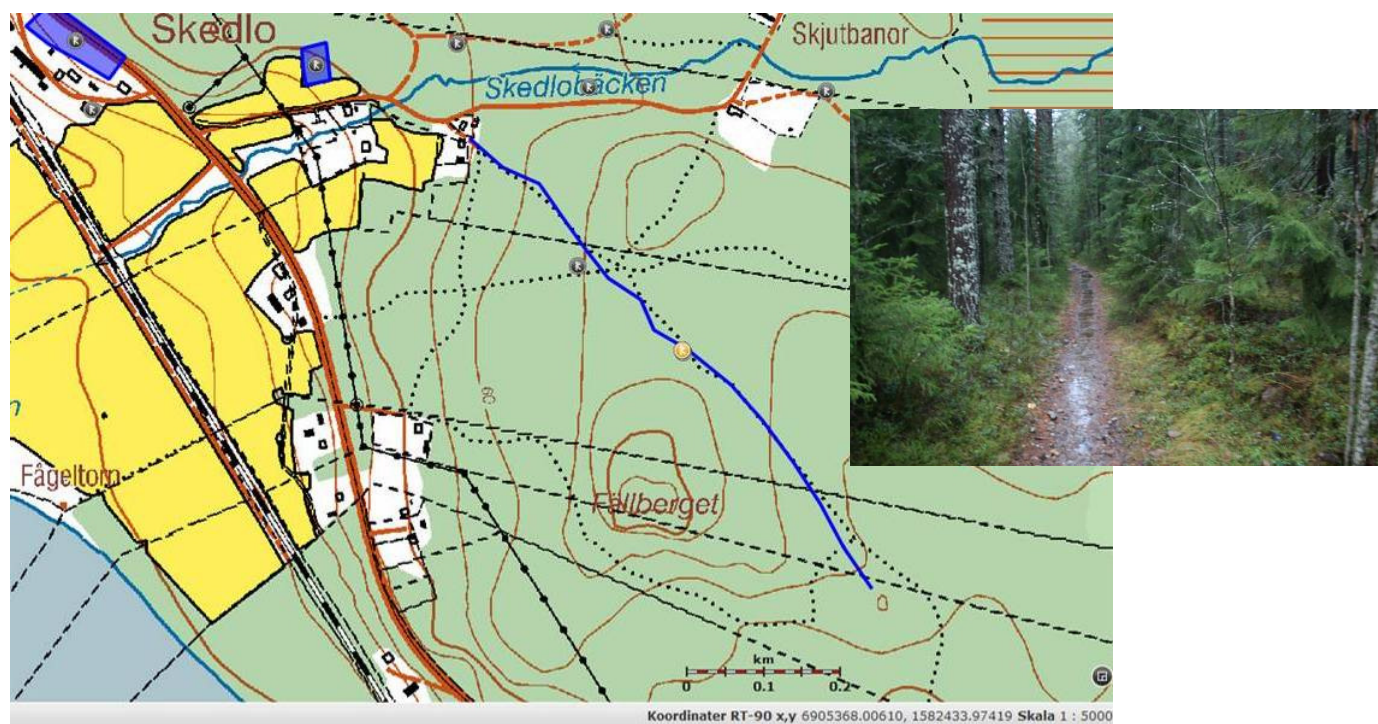 Skedlo
Skjutbanor
Skedlobäcken
Fågeltorn
Fällberget
km
0 0.1 0.2
Koordinater RT-90 x,y 6905368.00610, 1582433.97419 Skala 1 : 5000